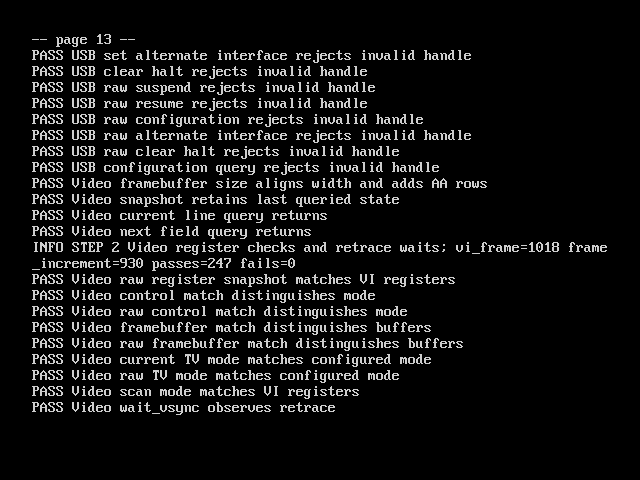 -- page 13 --
PASS USB set alternate interface rejects invalid handle
PASS USB clear halt rejects invalid handle
PASS USB raw suspend rejects invalid handle
PASS USB raw resume rejects invalid handle
PASS USB raw configuration rejects invalid handle
PASS USB raw alternate interface rejects invalid handle
PASS USB raw clear halt rejects invalid handle
PASS USB configuration query rejects invalid handle
PASS Video framebuffer size aligns width and adds AA rows
PASS Video snapshot retains last queried state
PASS Video current line query returns
PASS Video next field query returns
INFO STEP 2 Video register checks and retrace waits; vi_frame=1018 frame
_increment=930 passes=247 fails=0
PASS Video raw register snapshot matches VI registers
PASS Video control match distinguishes mode
PASS Video raw control match distinguishes mode
PASS Video framebuffer match distinguishes buffers
PASS Video raw framebuffer match distinguishes buffers
PASS Video current TV mode matches configured mode
PASS Video raw TV mode matches configured mode
PASS Video scan mode matches VI registers
PASS Video wait_vsync observes retrace